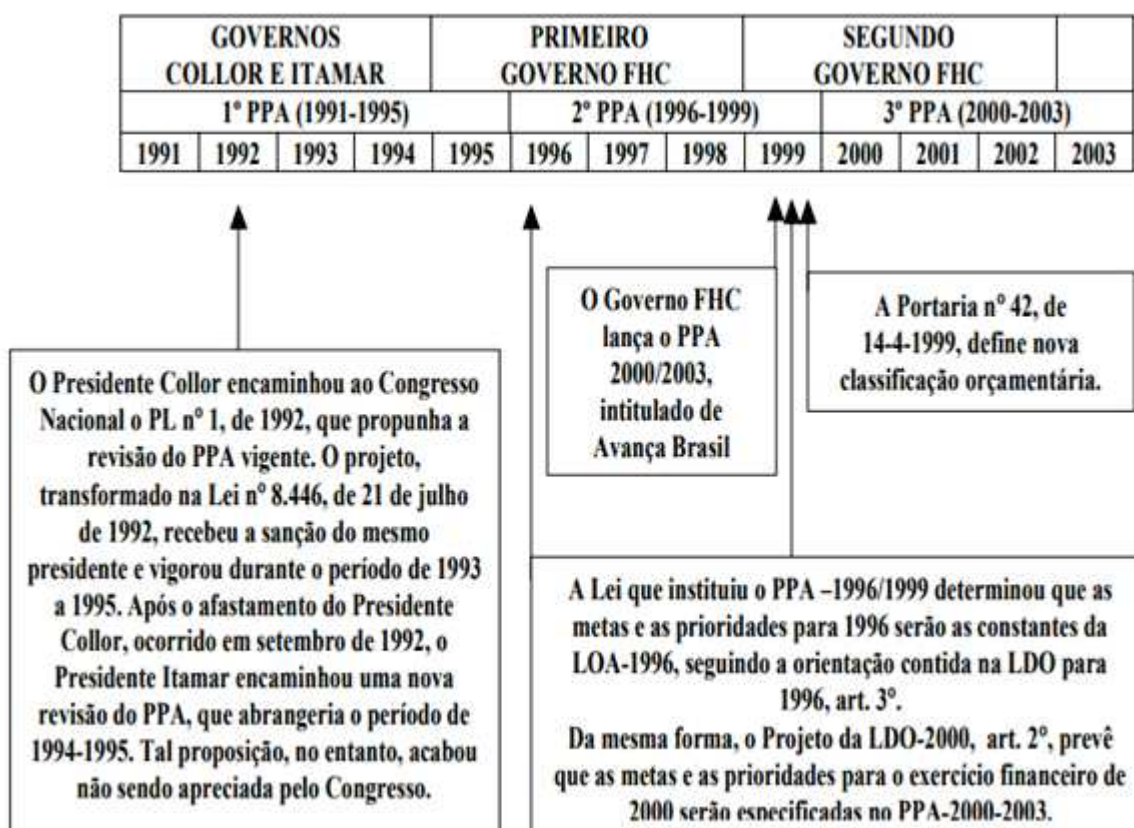 GOVERNOS
COLLOR E ITAMAR
PRIMEIRO
GOVERNO FHC
SEGUNDO
GOVERNO FHC
1º PPA (1991-1995)
2º PPA (1996-1999)
3º PPA (2000-2003)
1991 1992 1993 1994 1995 1996 1997 1998 1999 2000 2001 2002 2003
O Presidente Collor encaminhou ao Congresso
Nacional o PL nº 1, de 1992, que propunha a
revisão do PPA vigente. O projeto,
transformado na Lei nº 8.446, de 21 de julho
de 1992, recebeu a sanção do mesmo
presidente e vigorou durante o período de 1993
a 1995. Após o afastamento do Presidente
Collor, ocorrido em setembro de 1992, o
Presidente Itamar encaminhou uma nova
revisão do PPA, que abrangeria o período de
1994-1995. Tal proposição, no entanto, acabou
não sendo apreciada pelo Congresso.
O Governo FHC
lança o PPA
2000/2003,
intitulado de
Avança Brasil
A Portaria nº 42, de
14-4-1999, define nova
classificação orçamentária.
A Lei que instituiu o PPA –1996/1999 determinou que as
metas e as prioridades para 1996 serão as constantes da
LOA-1996, seguindo a orientação contida na LDO para
1996, art. 3º.
Da mesma forma, o Projeto da LDO-2000, art. 2º, prevê
que as metas e as prioridades para o exercício financeiro de
2000 serão especificadas no PPA-2000-2003.